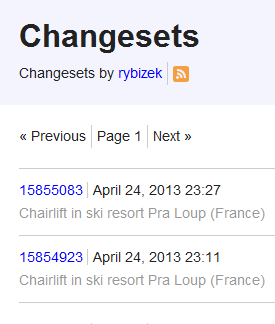 Changesets
Changesets by rybizek
« Previous Page 1 Next »
15855083 April 24, 2013 23:27
Chairlift in ski resort Pra Loup (France)
15854923 April 24, 2013 23:11
Chairlift in ski resort Pra Loup (France)